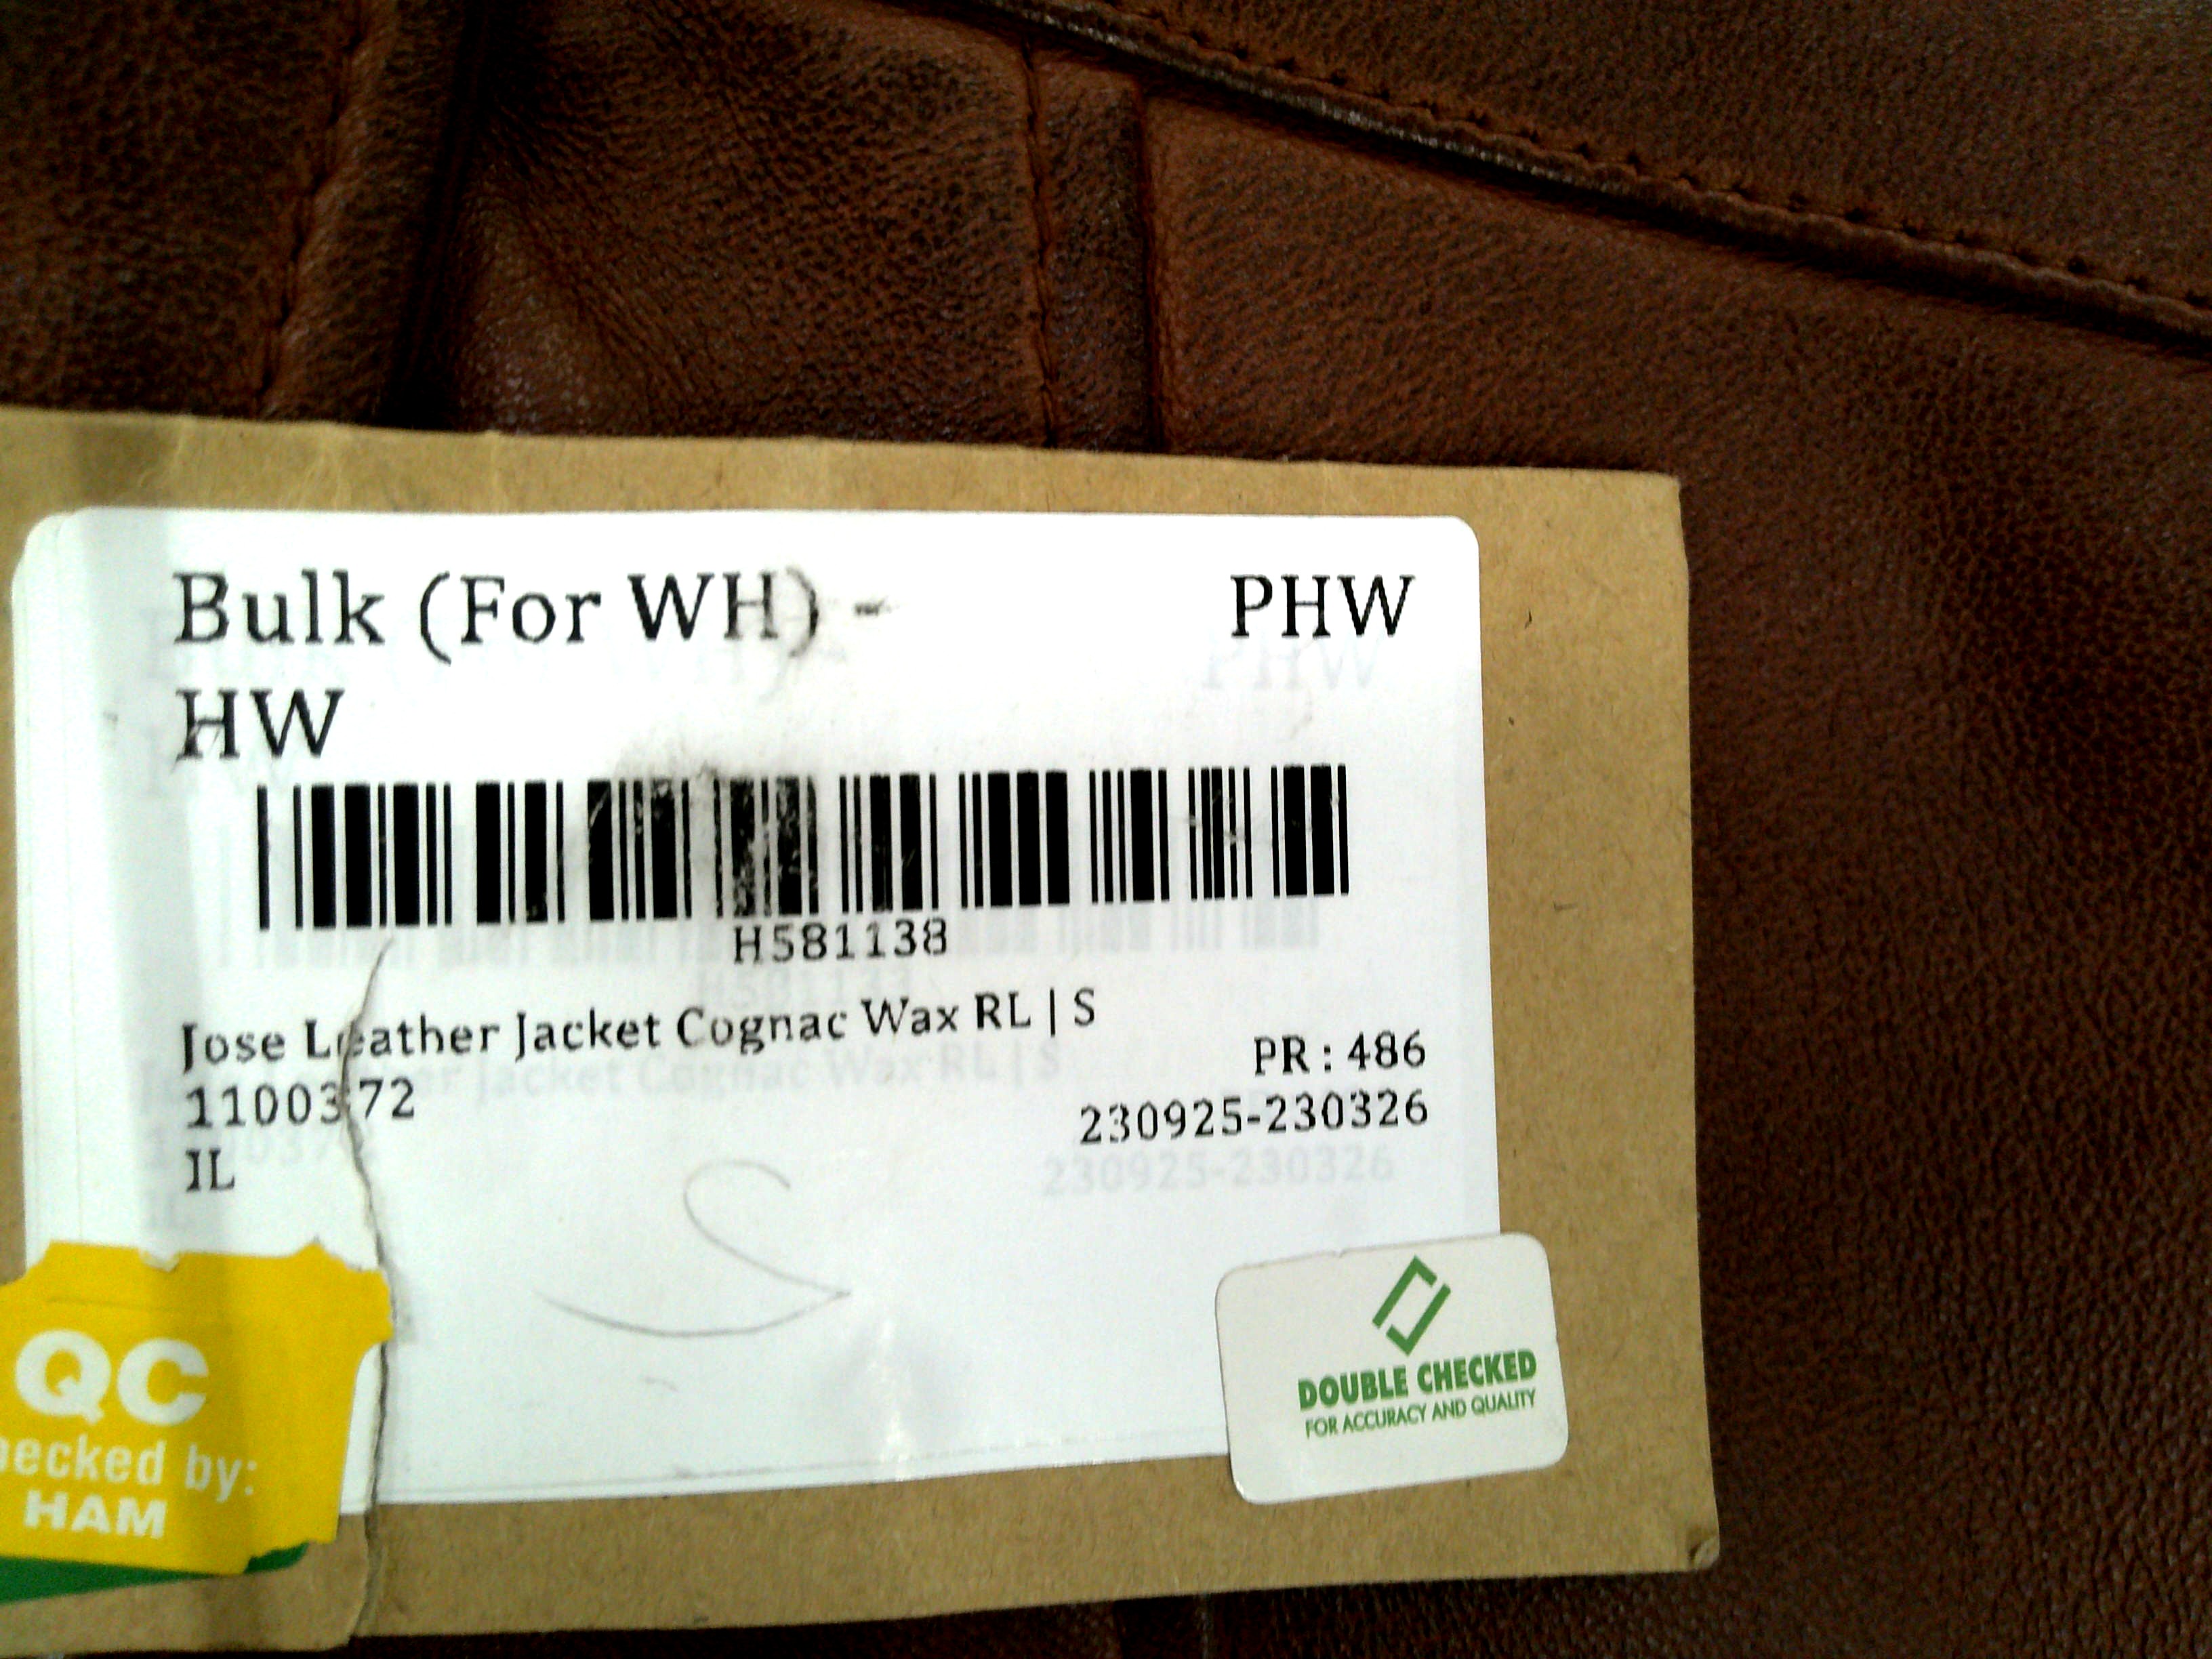 Bulk (For WH) -
HW
PHW
H581138
Jose Leather Jacket Cognac Wax RL | S
PR : 486
1100372
230925-230326
IL
QC
hecked by:
HAM
DOUBLE CHECKED
FOR ACCURACY AND QUALITY